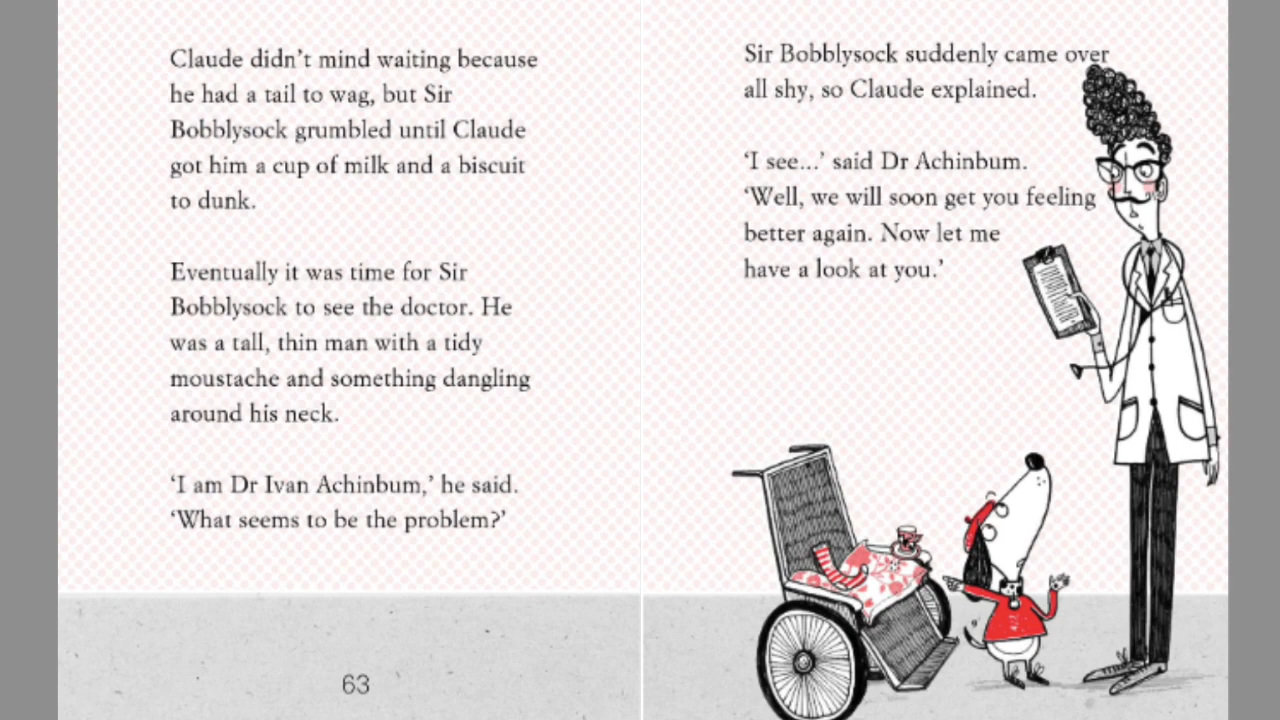 Claude didn’t mind waiting because
he had a tail to wag, but Sir
Bobblysock grumbled until Claude
got him a cup of milk and a biscuit
to dunk.
Eventually it was time for Sir
Bobblysock to see the doctor. He
was a tall, thin man with a tidy
moustache and something dangling
around his neck.
‘I am Dr Ivan Achinbum,’ he said.
‘What seems to be the problem?’
63
Sir Bobblysock suddenly came over
all shy, so Claude explained.
‘I see...’ said Dr Achinbum.
‘Well, we will soon get you feeling
better again. Now let me
have a look at you.’